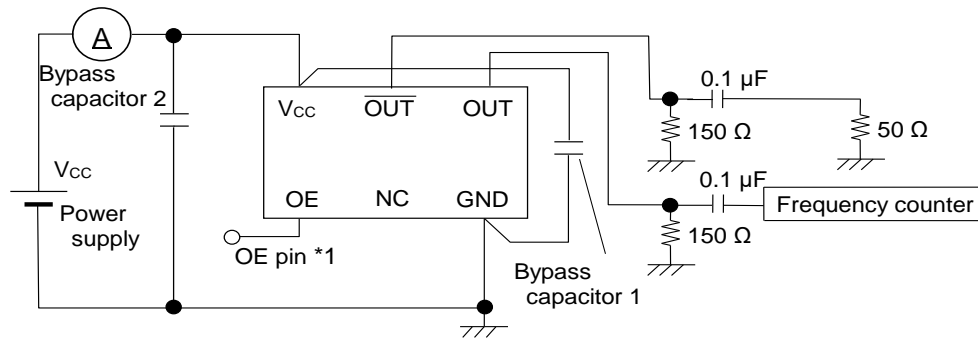 A
Bypass
capacitor 2
VCC
Power
supply
VCC OUT OUT
OE NC GND
OE pin *1
Bypass
capacitor 1
0.1 µF
150 Ω
50 Ω
0.1 µF
Frequency counter
150 Ω